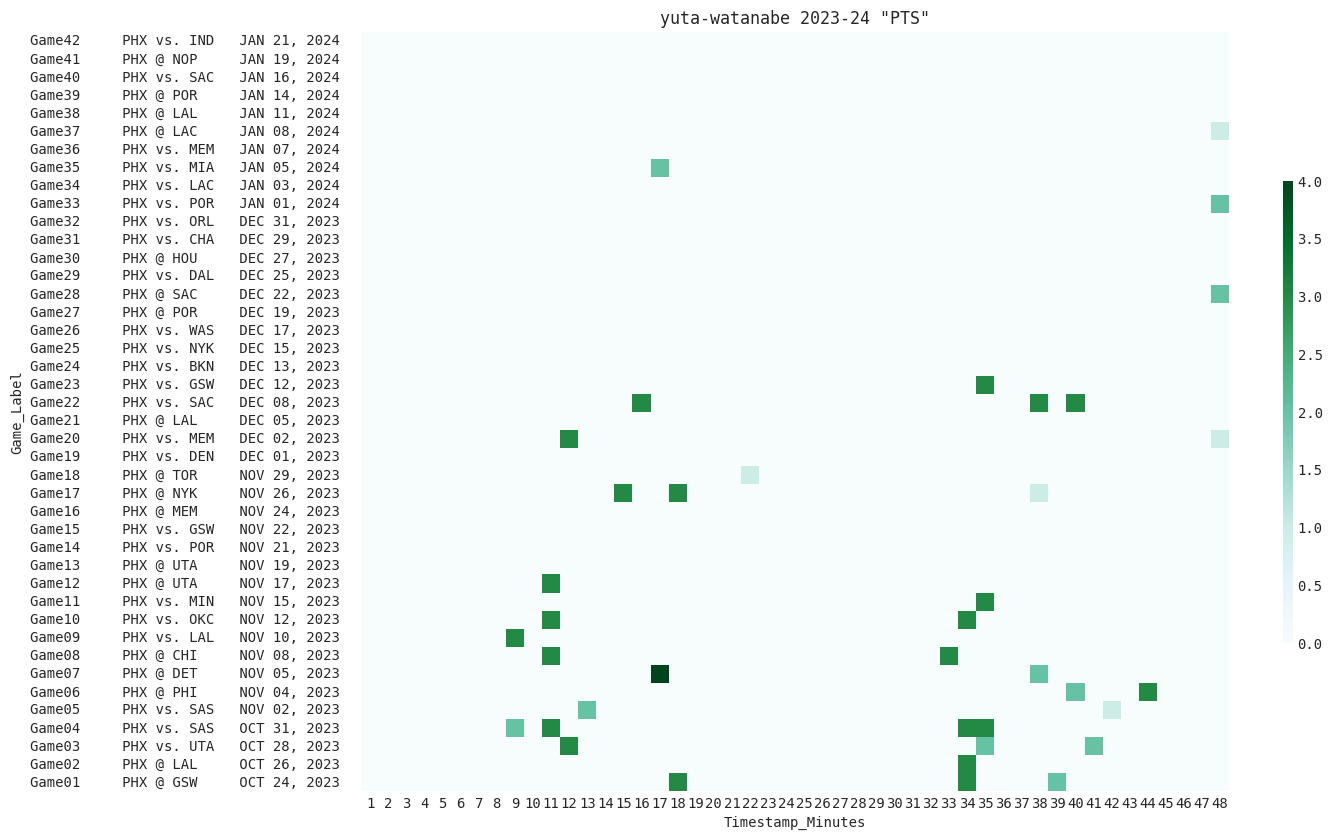 yuta-watanabe 2023-24 "PTS"
Game42 PHX vs. IND JAN 21, 2024
Game41 PHX @ NOP JAN 19, 2024
Game40 PHX vs. SAC JAN 16, 2024
Game39 PHX @ POR JAN 14, 2024
Game38 PHX @ LAL JAN 11, 2024
Game37 PHX @ LAC JAN 08, 2024
Game36 PHX vs. MEM JAN 07, 2024
Game35 PHX vs. MIA JAN 05, 2024
Game34 PHX vs. LAC JAN 03, 2024
Game33 PHX vs. POR JAN 01, 2024
Game32 PHX vs. ORL DEC 31, 2023
Game31 PHX vs. CHA DEC 29, 2023
Game30 PHX @ HOU DEC 27, 2023
Game29 PHX vs. DAL DEC 25, 2023
Game28 PHX @ SAC DEC 22, 2023
Game27 PHX @ POR DEC 19, 2023
Game26 PHX vs. WAS DEC 17, 2023
Game25 PHX vs. NYK DEC 15, 2023
Game24 PHX vs. BKN DEC 13, 2023
Game23 PHX vs. GSW DEC 12, 2023
Game22 PHX vs. SAC DEC 08, 2023
Game21 PHX @ LAL DEC 05, 2023
Game20 PHX vs. MEM DEC 02, 2023
Game19 PHX vs. DEN DEC 01, 2023
Game18 PHX @ TOR NOV 29, 2023
Game17 PHX @ NYK NOV 26, 2023
Game16 PHX @ MEM NOV 24, 2023
Game15 PHX vs. GSW NOV 22, 2023
Game14 PHX vs. POR NOV 21, 2023
Game13 PHX @ UTA NOV 19, 2023
Game12 PHX @ UTA NOV 17, 2023
Game11 PHX vs. MIN NOV 15, 2023
Game10 PHX vs. OKC NOV 12, 2023
Game09 PHX vs. LAL NOV 10, 2023
Game08 PHX @ CHI NOV 08, 2023
Game07 PHX @ DET NOV 05, 2023
Game06 PHX @ PHI NOV 04, 2023
Game05 PHX vs. SAS NOV 02, 2023
Game04 PHX vs. SAS OCT 31, 2023
Game03 PHX vs. UTA OCT 28, 2023
Game02 PHX @ LAL OCT 26, 2023
Game01 PHX @ GSW OCT 24, 2023
Game_Label
1 2 3 4 5 6 7 8 9 10 11 12 13 14 15 16 17 18 19 20 21 22 23 24 25 26 27 28 29 30 31 32 33 34 35 36 37 38 39 40 41 42 43 44 45 46 47 48
Timestamp_Minutes
4.0
3.5
3.0
2.5
2.0
1.5
1.0
0.5
0.0